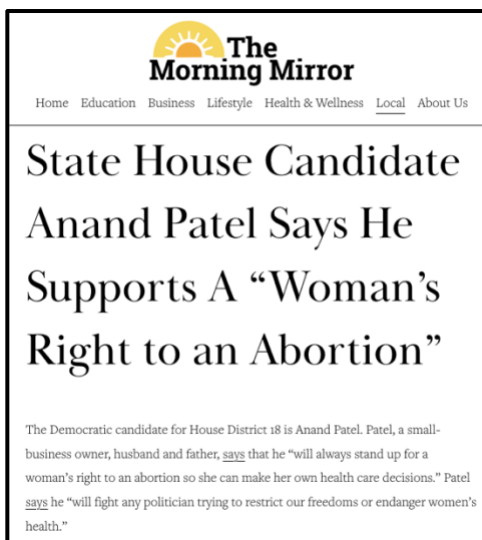 The
Morning Mirror
Home Education Business Lifestyle Health & Wellness Local About Us
State House Candidate
Anand Patel Says He
Supports A “Woman’s
Right to an Abortion”
The Democratic candidate for House District 18 is Anand Patel. Patel, a small-
business owner, husband and father, says that he “will always stand up for a
woman’s right to an abortion so she can make her own health care decisions.” Patel
says he “will fight any politician trying to restrict our freedoms or endanger women’s
health.”